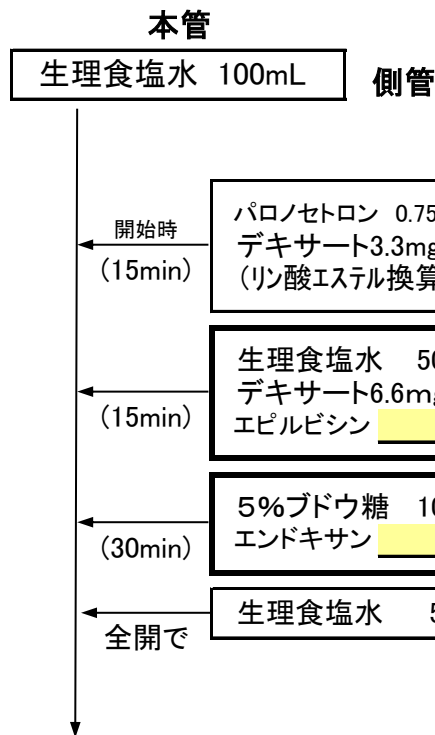 本管
生理食塩水 100mL
側管
開始時
(15min)
パロノセトロン 0.75
デキサート3.3mg
(リン酸エステル換算
(15min)
生理食塩水 50
デキサート6.6mg
エピルビシン
(30min)
5%ブドウ糖 10
エンドキサン
全開で
生理食塩水 5